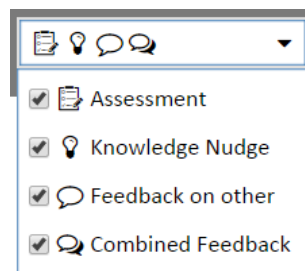 Assessment
Knowledge Nudge
Feedback on other
Combined Feedback